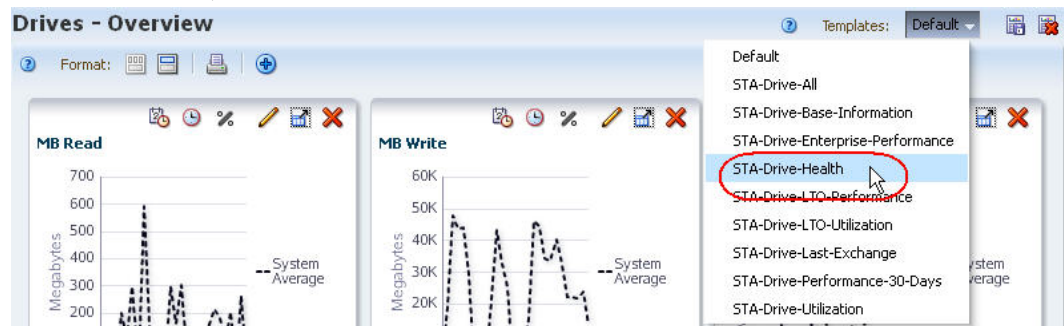 Drives - Overview
Templates: Default
Format:
MB Read
700
600
500
400
300
200
Megabytes
System
Average
MB Write
60K
50K
40K
30K
20K
Megabytes
System
Average
Default
STA-Drive-All
STA-Drive-Base-Information
STA-Drive-Enterprise-Performance
STA-Drive-Health
STA-Drive-LTO-Performance
STA-Drive-LTO-Utilization
STA-Drive-Last-Exchange
STA-Drive-Performance-30-Days
STA-Drive-Utilization